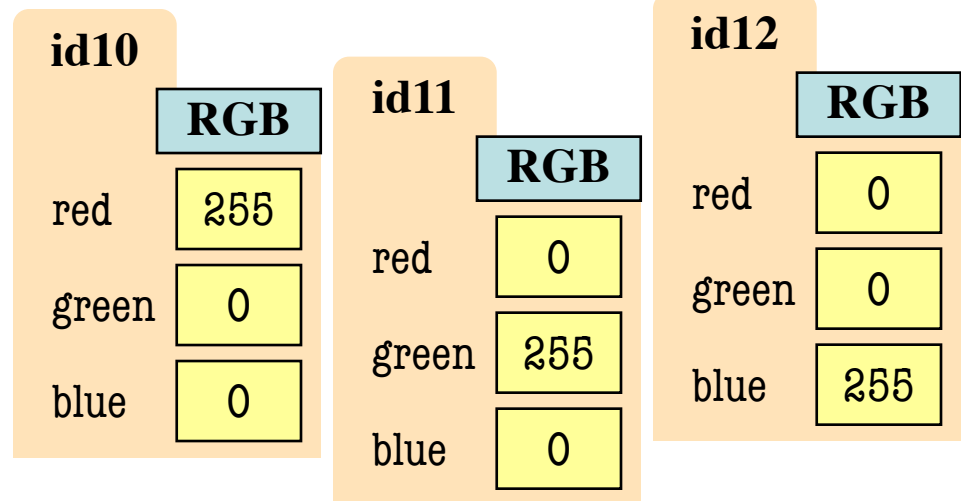 id10
RGB
red 255
green 0
blue 0
id11
RGB
red 0
green 255
blue 0
id12
RGB
red 0
green 0
blue 255